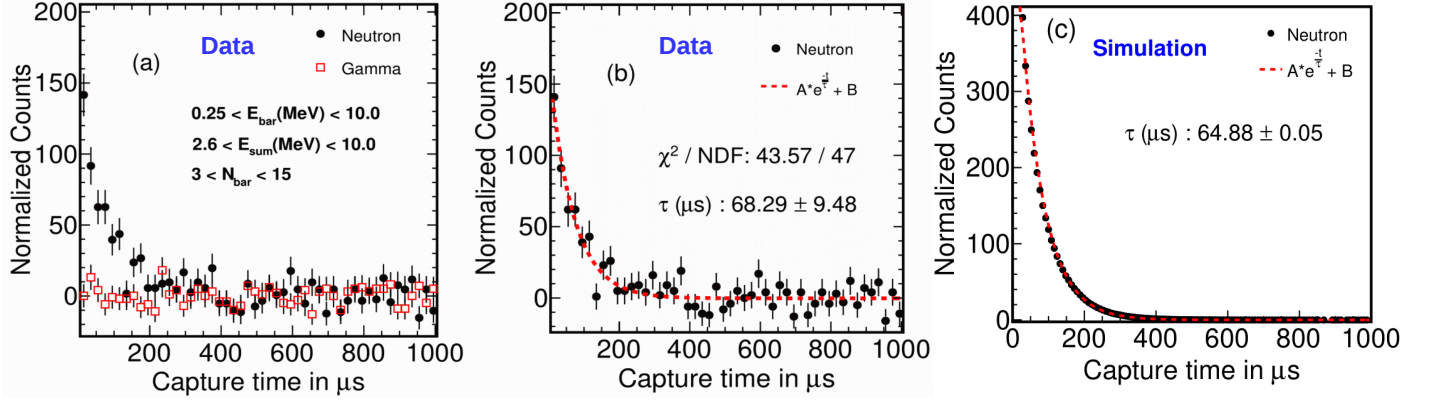 200
150
100
50
0
200 400 600 800 1000
Normalized Counts
Capture time in μs
(a)
Data
Neutron
Gamma
0.25 < E_bar(MeV) < 10.0
2.6 < E_sum(MeV) < 10.0
3 < N_bar < 15
200
150
100
50
0
200 400 600 800 1000
Normalized Counts
Capture time in μs
(b)
Data
Neutron
A*e^(-t/τ) + B
χ² / NDF: 43.57 / 47
τ (μs) : 68.29 ± 9.48
400
300
200
100
0
0 200 400 600 800 1000
Normalized Counts
Capture time in μs
(c)
Simulation
Neutron
A*e^(-t/τ) + B
τ (μs) : 64.88 ± 0.05